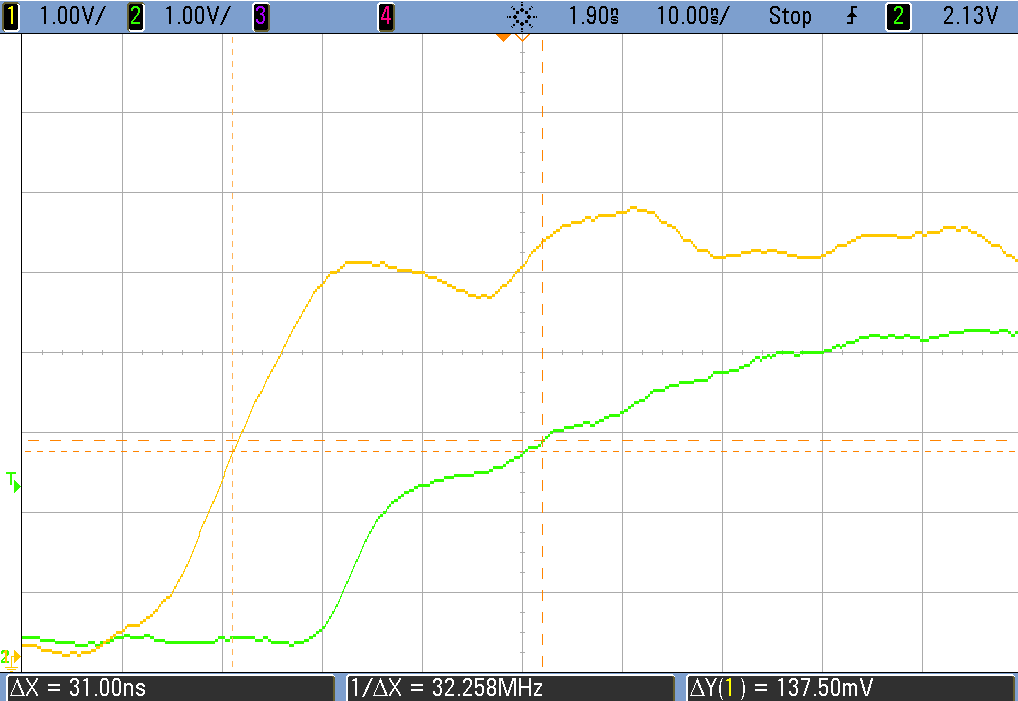 1 1.00V/ 2 1.00V/ 3 4 1.90s 10.00s/ Stop 2 2.13V
T
2
ΔX = 31.00ns 1/ΔX = 32.258MHz ΔY(1) = 137.50mV